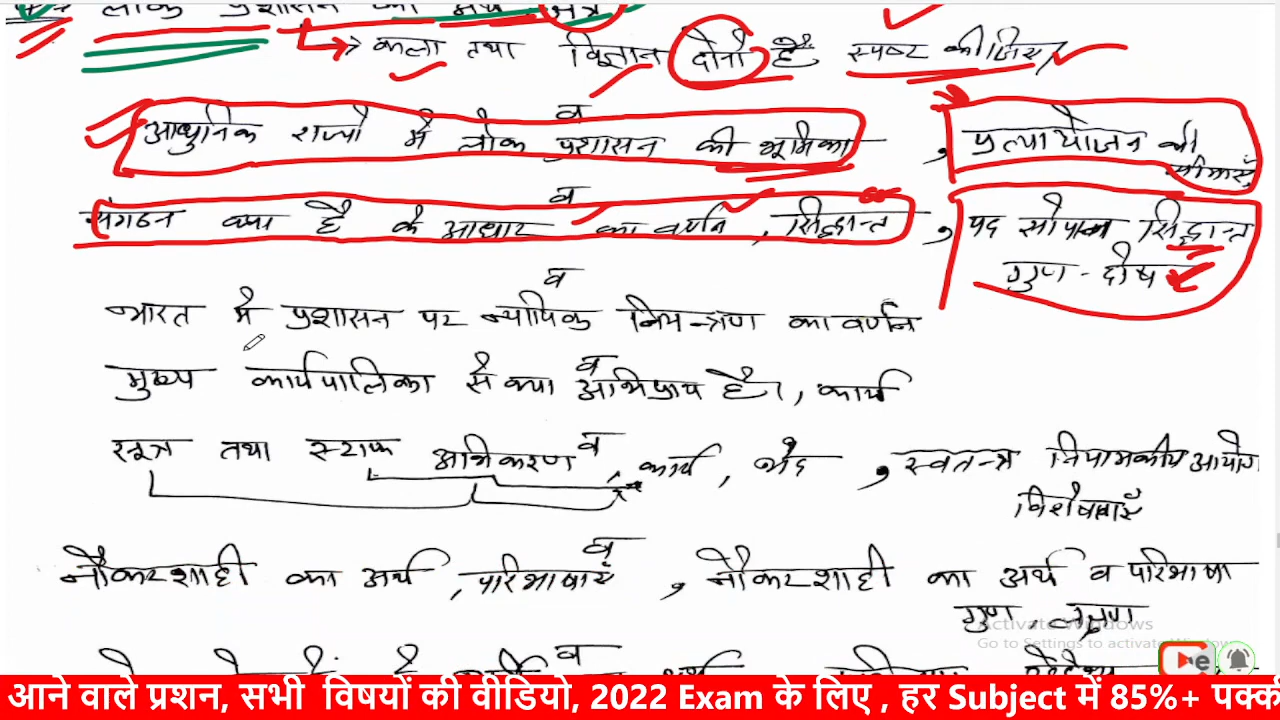 लोक प्रशासन का अर्थ क्षेत्र
कला तथा विज्ञान दोनो है स्पष्ट कीजिए
व
आधुनिक राज्यो मे लोक प्रशासन की भूमिका , प्रत्यायोजन की
व
संगठन क्या है के आधार का वर्णन , सिद्धान्त , पद सोपान सिद्धान्त
गुण - दोष
व
भारत मे प्रशासन पर न्यायिक नियन्त्रण का वर्णन
व
मुख्य कार्यपालिका से क्या अभिप्राय है। , कार्य
सूत्र तथा स्टाफ अभिकरण व , कार्य , भेद , स्वतन्त्र नियामकीय आयोग
विशेषताएँ
व
नौकरशाही का अर्थ , परिभाषाएँ , नौकरशाही का अर्थ व परिभाषा
गुण
Activate Windows
Go to Settings to activate Windows.
व
आने वाले प्रशन, सभी विषयों की वीडियो, 2022 Exam के लिए , हर Subject में 85%+ पक्की